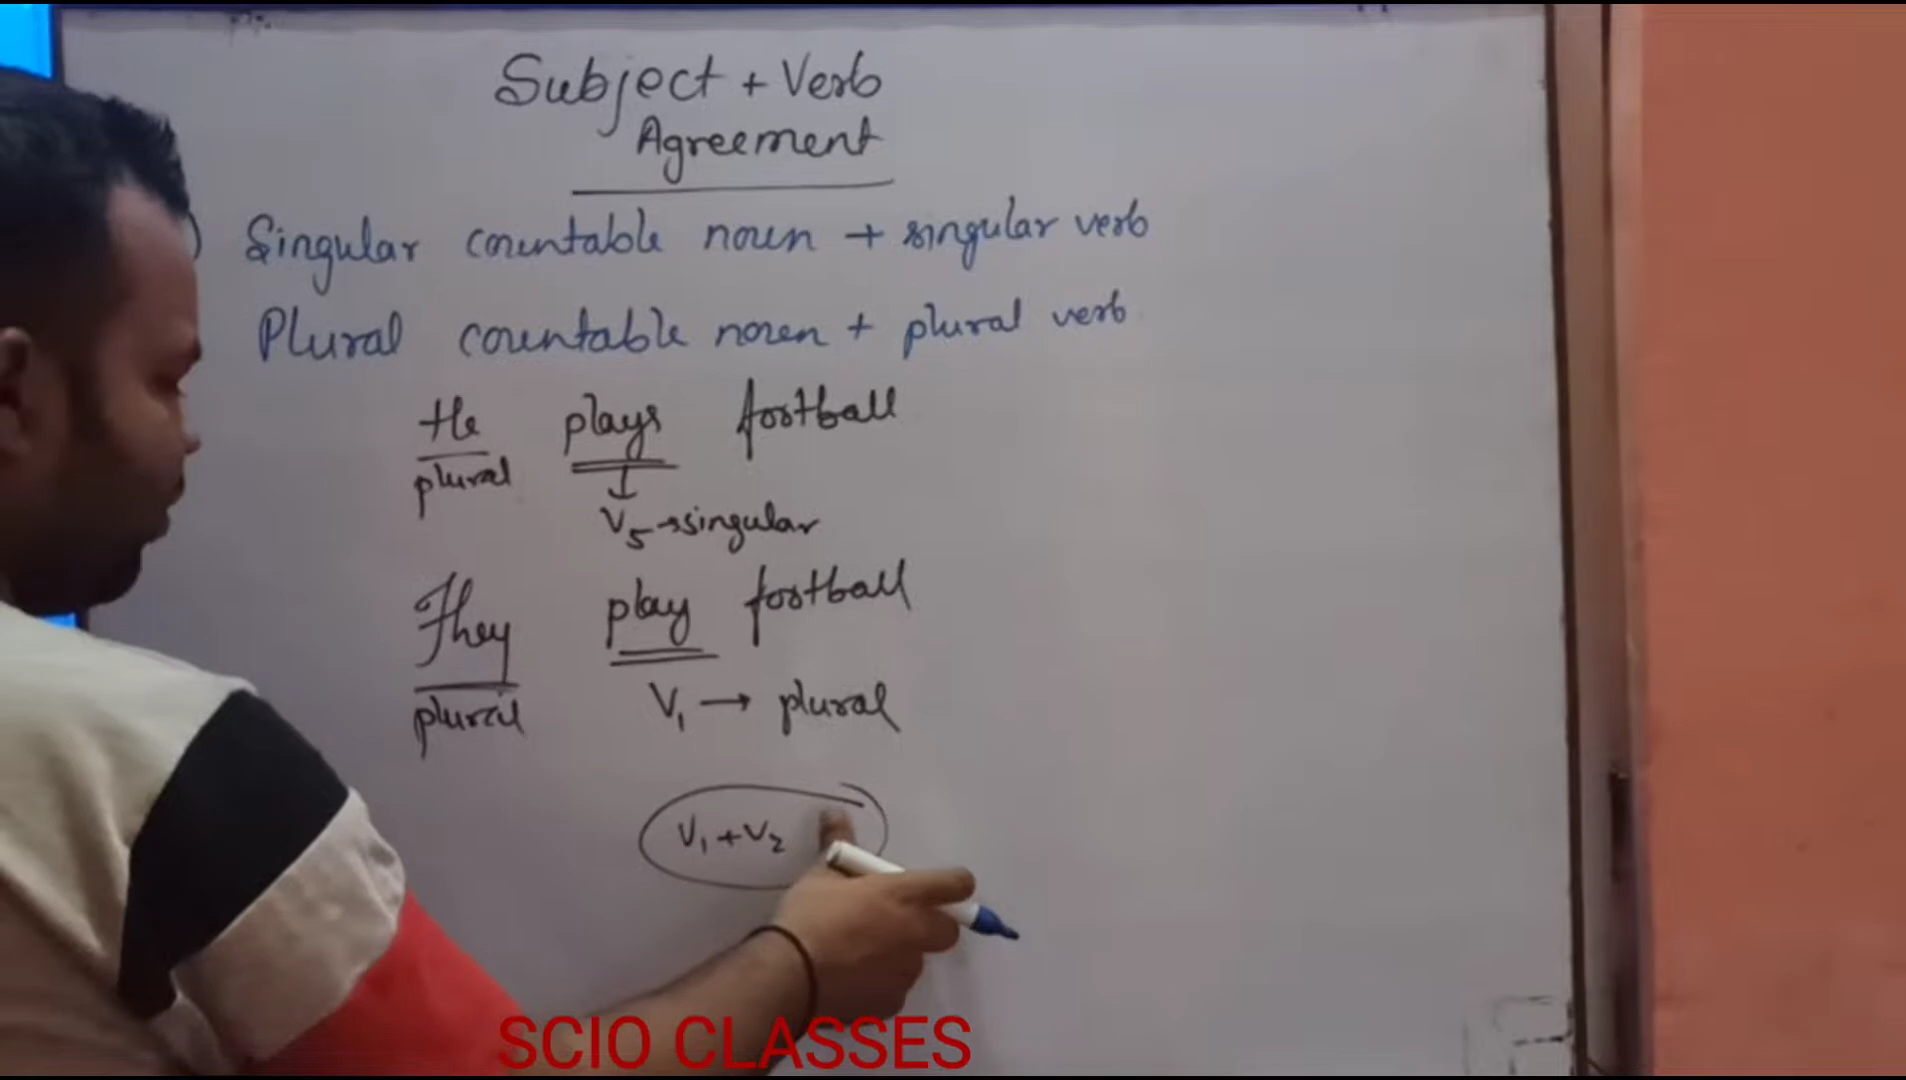 Subject + Verb
Agreement
) Singular countable noun + singular verb
Plural countable noun + plural verb
He plays football
plural
V5 → singular
They play football
plural
V1 → plural
V1 + V2
SCIO CLASSES